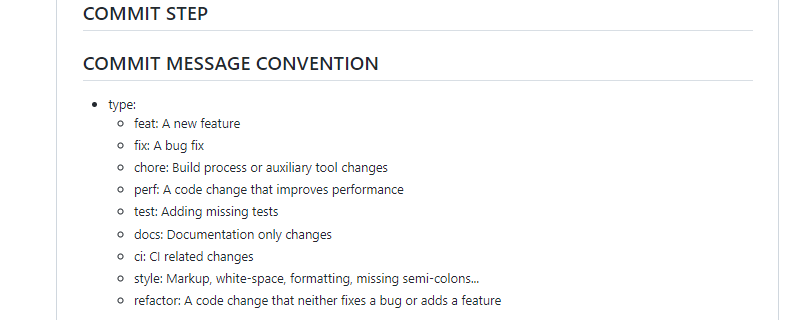 COMMIT STEP
COMMIT MESSAGE CONVENTION
type:
feat: A new feature
fix: A bug fix
chore: Build process or auxiliary tool changes
perf: A code change that improves performance
test: Adding missing tests
docs: Documentation only changes
ci: CI related changes
style: Markup, white-space, formatting, missing semi-colons...
refactor: A code change that neither fixes a bug or adds a feature